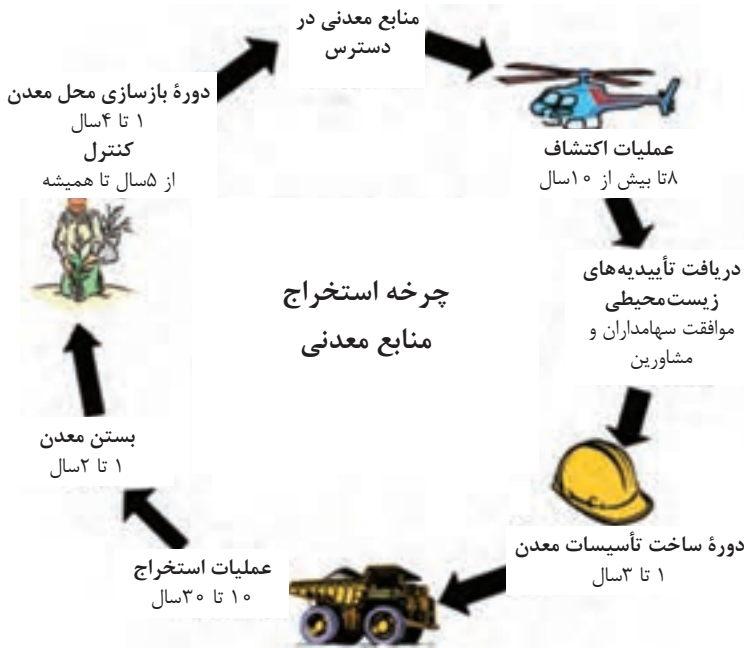 منابع معدنی در
دسترس
عملیات اکتشاف
۸تا بیش از ۱۰سال
دریافت تأییدیه‌های
زیست‌محیطی
موافقت سهامداران و
مشاورین
دورهٔ ساخت تأسیسات معدن
۱ تا ۳سال
عملیات استخراج
۱۰ تا ۳۰سال
بستن معدن
۱ تا ۲سال
دورهٔ بازسازی محل معدن
۱ تا ۴سال
کنترل
از ۵سال تا همیشه
چرخه استخراج
منابع معدنی